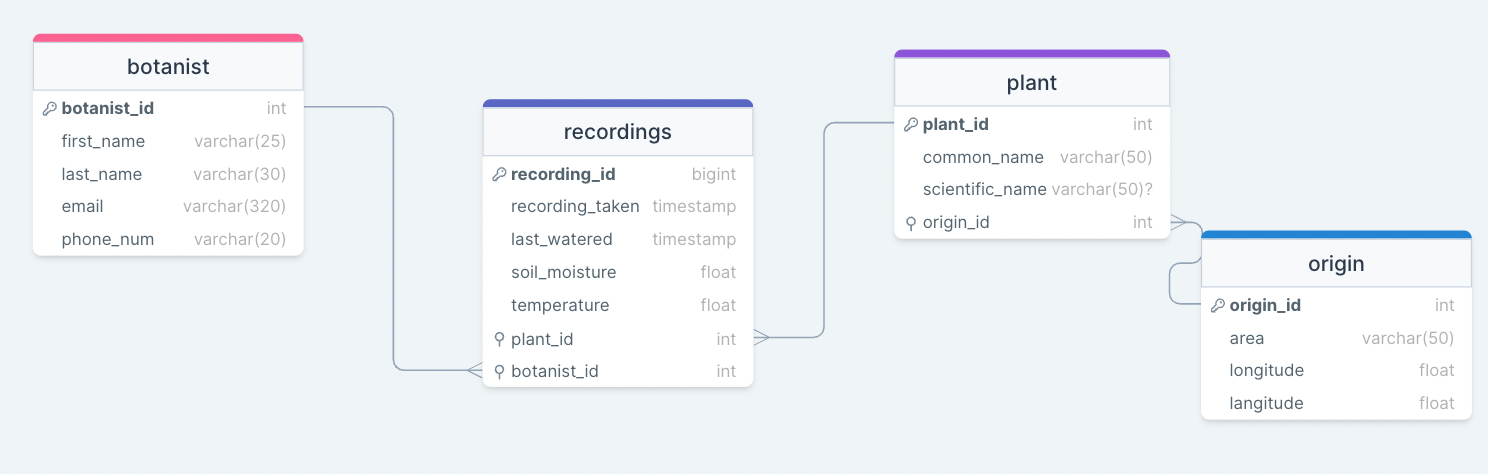 botanist
botanist_id int
first_name varchar(25)
last_name varchar(30)
email varchar(320)
phone_num varchar(20)
recordings
recording_id bigint
recording_taken timestamp
last_watered timestamp
soil_moisture float
temperature float
plant_id int
botanist_id int
plant
plant_id int
common_name varchar(50)
scientific_name varchar(50)?
origin_id int
origin
origin_id int
area varchar(50)
longitude float
langitude float